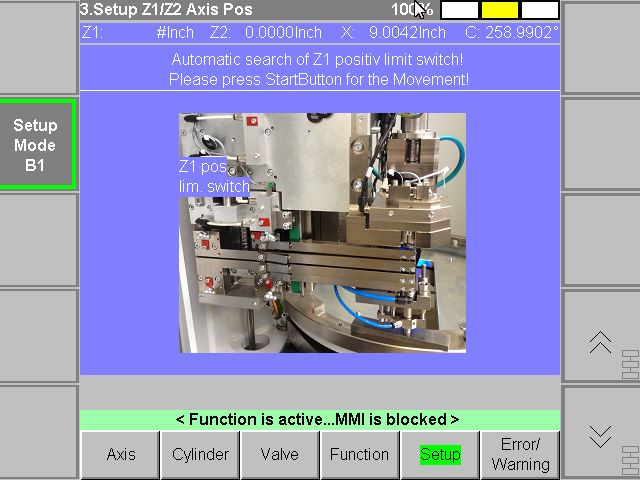 3.Setup Z1/Z2 Axis Pos 100%
Z1: #Inch Z2: 0.0000Inch X: 9.0042Inch C: 258.9902°
Automatic search of Z1 positiv limit switch!
Please press StartButton for the Movement!
Setup
Mode
B1
Z1 pos
lim. switch
< Function is active...MMI is blocked >
Axis Cylinder Valve Function Setup Error/
Warning